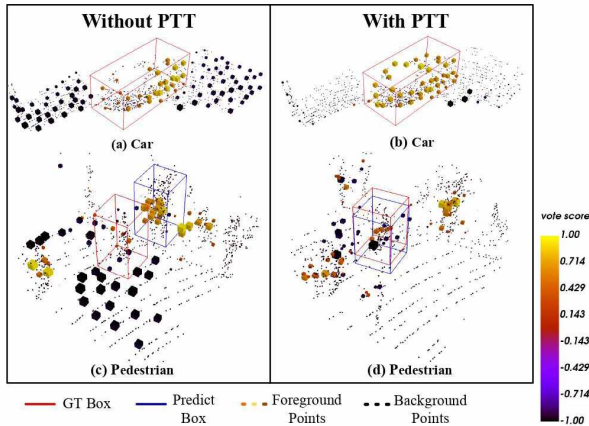 Without PTT
With PTT
(a) Car
(b) Car
(c) Pedestrian
(d) Pedestrian
vote score
1.00
0.714
0.429
0.143
-0.143
-0.429
-0.714
-1.00
GT Box
Predict
Box
Foreground
Points
Background
Points